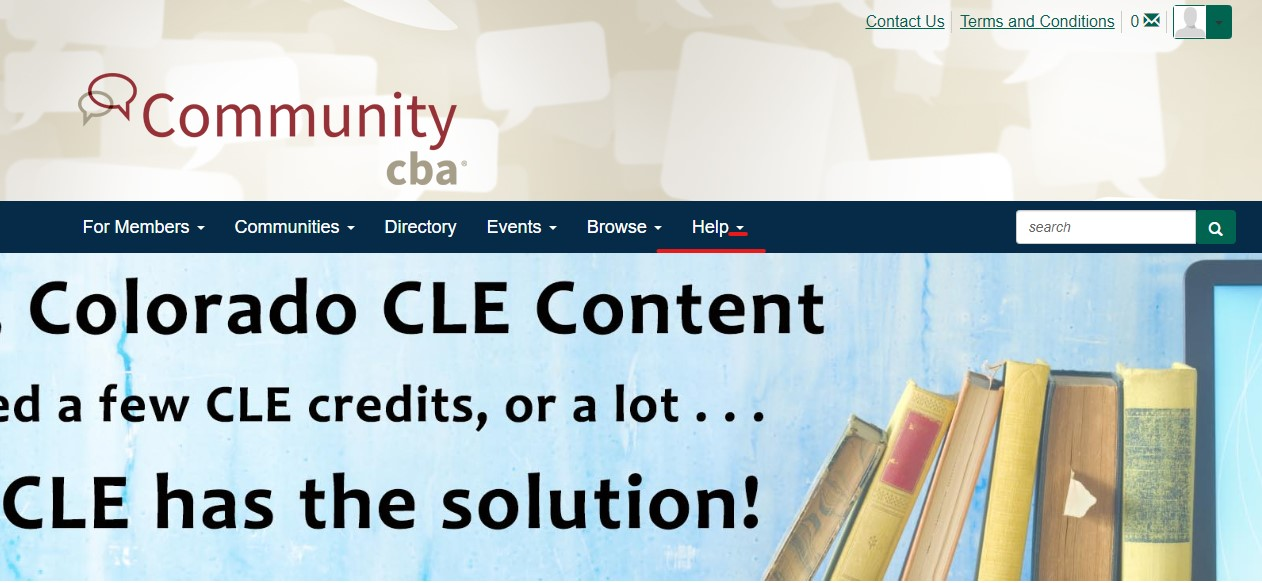 Contact Us Terms and Conditions 0
Community
cba®
For Members Communities Directory Events Browse Help search
, Colorado CLE Content
ed a few CLE credits, or a lot . . .
CLE has the solution!